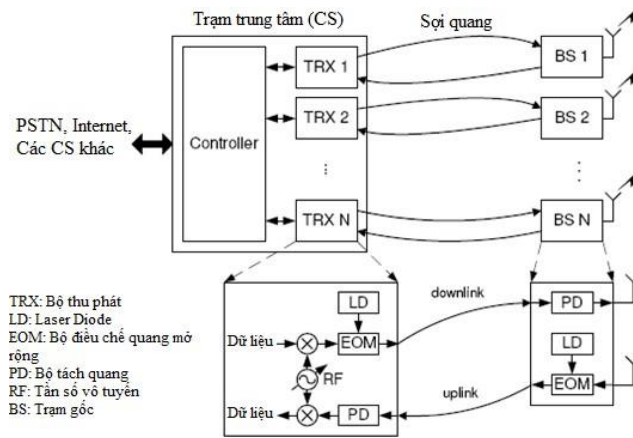 Trạm trung tâm (CS)
Sợi quang
TRX 1
BS 1
TRX 2
BS 2
PSTN, Internet,
Các CS khác
Controller
TRX N
BS N
TRX: Bộ thu phát
LD: Laser Diode
EOM: Bộ điều chế quang mở
rộng
PD: Bộ tách quang
RF: Tần số vô tuyến
BS: Trạm gốc
LD
downlink
Dữ liệu
EOM
RF
Dữ liệu
PD
uplink
PD
LD
EOM